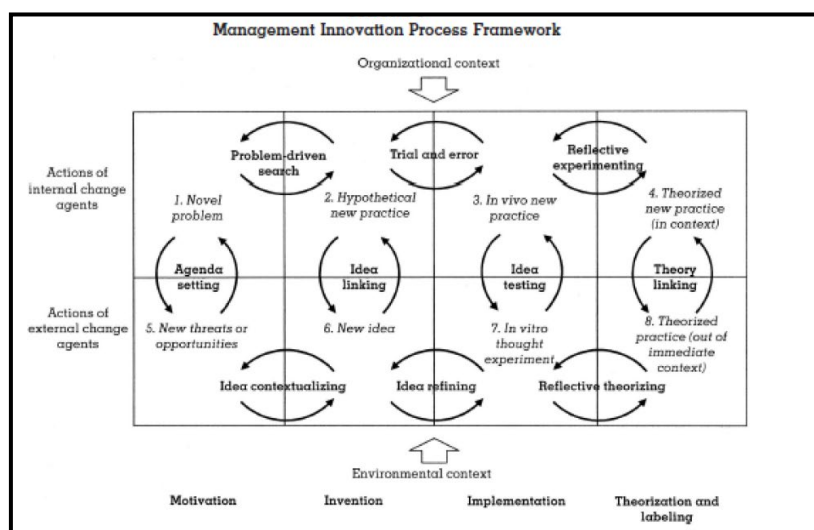 Management Innovation Process Framework
Organizational context
Actions of
internal change
agents
Problem-driven
search
Trial and error
Reflective
experimenting
1. Novel
problem
2. Hypothetical
new practice
3. In vivo new
practice
4. Theorized
new practice
(in context)
Agenda
setting
Idea
linking
Idea
testing
Theory
linking
Actions of
external change
agents
5. New threats or
opportunities
6. New idea
7. In vitro
thought
experiment
8. Theorized
practice (out of
immediate
context)
Idea contextualizing
Idea refining
Reflective theorizing
Environmental context
Motivation
Invention
Implementation
Theorization and
labeling